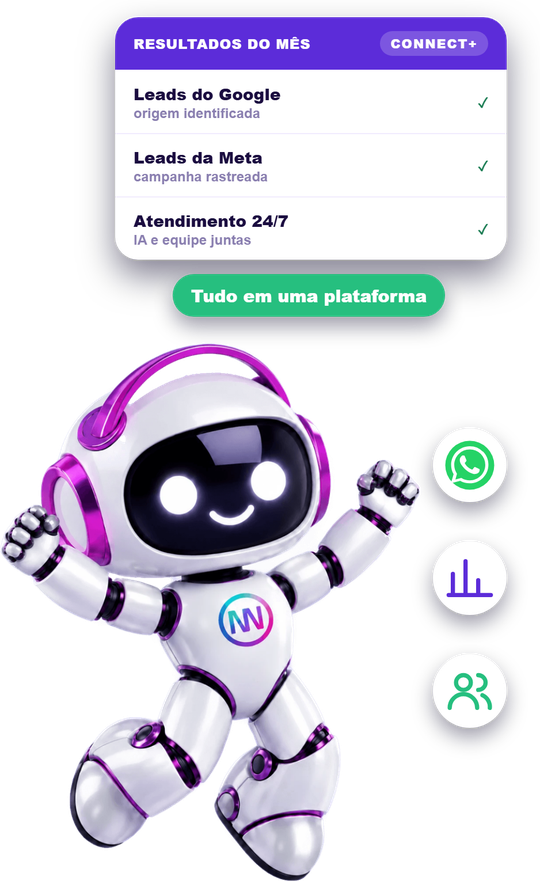 RESULTADOS DO MÊS CONNECT+
Leads do Google
origem identificada
✓
Leads da Meta
campanha rastreada
✓
Atendimento 24/7
IA e equipe juntas
✓
Tudo em uma plataforma